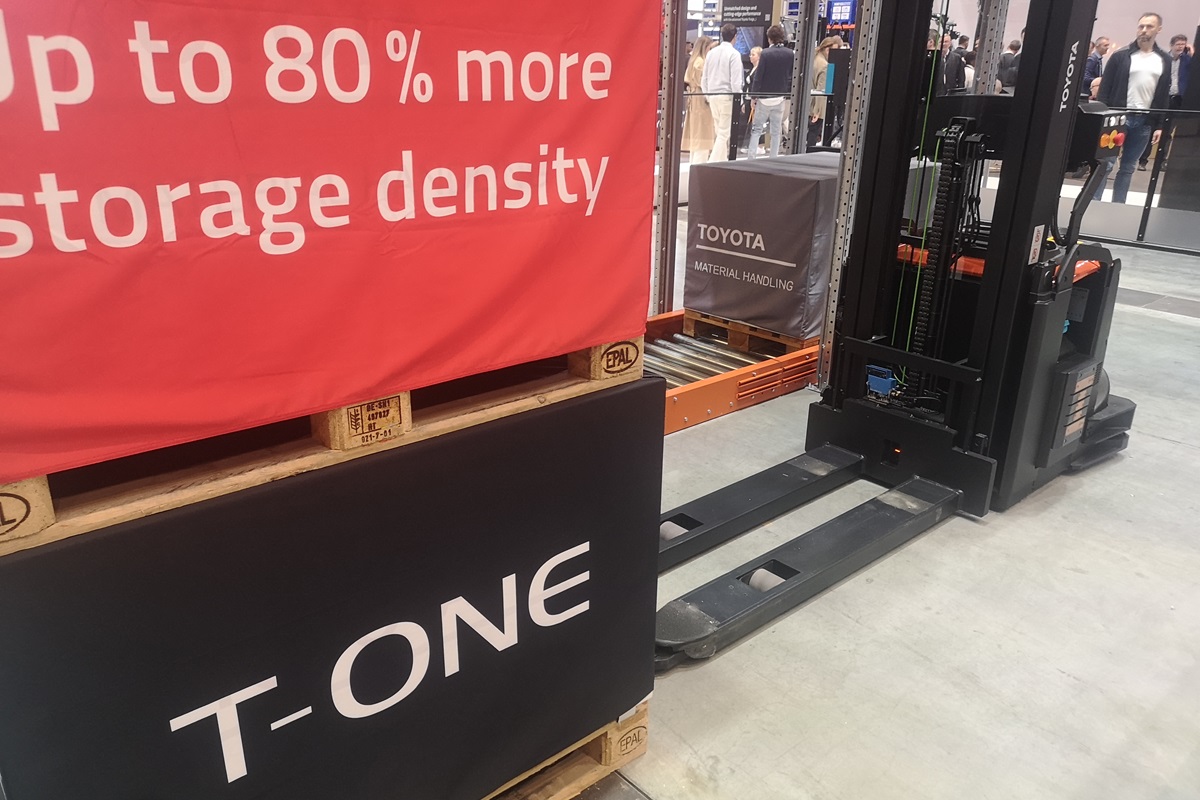 Up to 80% more
storage density
TOYOTA
MATERIAL HANDLING
TOYOTA
EPAL
T-ONE
EPAL